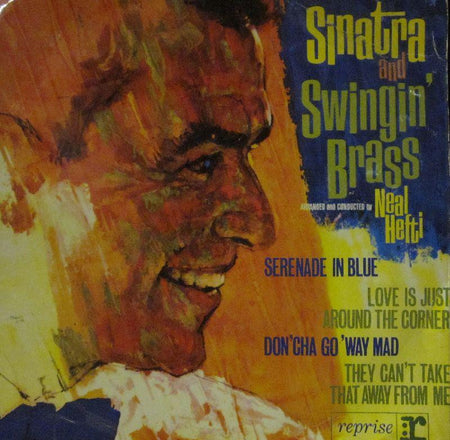 Sinatra
and
Swingin'
Brass
ARRANGED and CONDUCTED by Neal
Hefti
SERENADE IN BLUE
LOVE IS JUST
AROUND THE CORNER
DON'CHA GO 'WAY MAD
THEY CAN'T TAKE
THAT AWAY FROM ME
reprise r